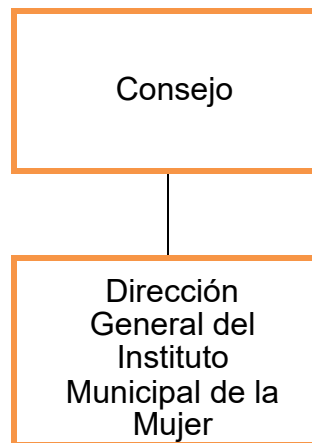 Consejo
Dirección
General del
Instituto
Municipal de la
Mujer